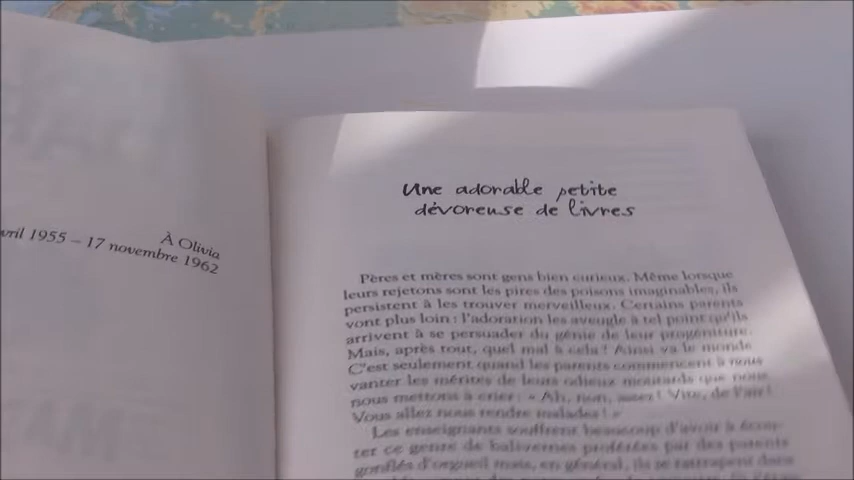 À Olivia
vril 1955 – 17 novembre 1962
Une adorable petite
dévoreuse de livres
Pères et mères sont gens bien curieux. Même lorsque
leurs rejetons sont les pires des poisons imaginables, ils
persistent à les trouver merveilleux. Certains parents
vont plus loin : l'adoration les aveugle à tel point qu'ils
arrivent à se persuader du génie de leur progéniture.
Mais, après tout, quel mal à cela ? Ainsi va le monde.
C'est seulement quand les parents commencent à nous
vanter les mérites de leurs odieux moutards que nous
nous mettons à crier : « Ah, non, assez ! Vite, de l'air !
Vous allez nous rendre malades ! »
Les enseignants souffrent beaucoup d'avoir à écou-
ter ce genre de balivernes proférées par des parents
gonflés d'orgueil mais, en général, ils se rattrapent dans